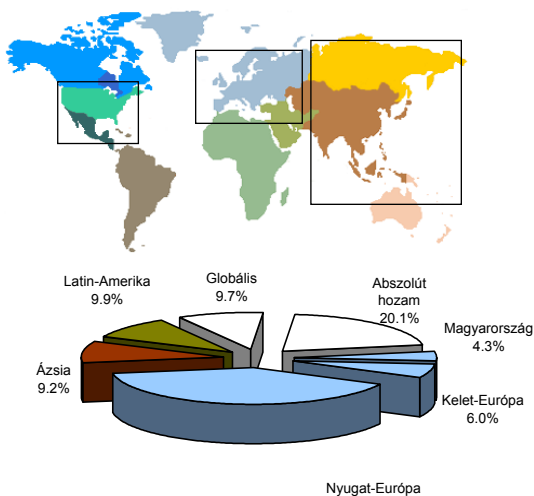 Latin-Amerika
9.9%
Globális
9.7%
Abszolút
hozam
20.1%
Magyarország
4.3%
Ázsia
9.2%
Kelet-Európa
6.0%
Nyugat-Európa